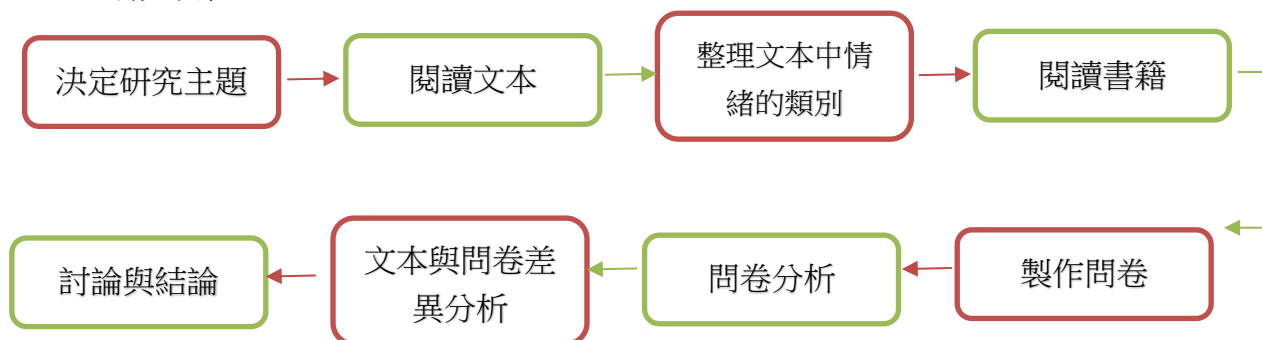 決定研究主題
閱讀文本
整理文本中情
緒的類別
閱讀書籍
製作問卷
問卷分析
文本與問卷差
異分析
討論與結論